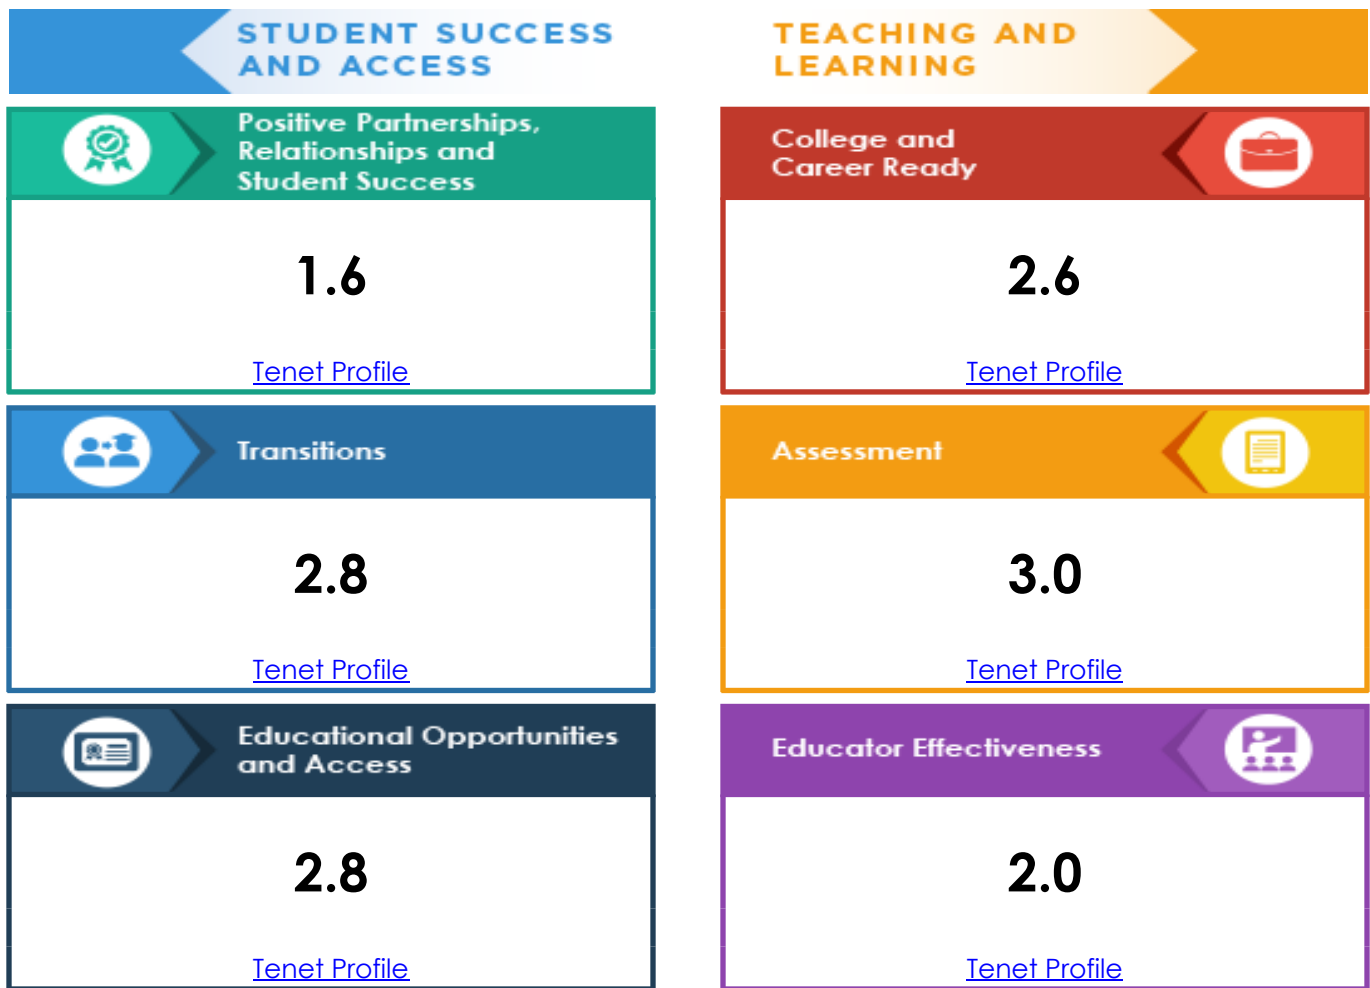 STUDENT SUCCESS
AND ACCESS
TEACHING AND
LEARNING
Positive Partnerships,
Relationships and
Student Success
1.6
Tenet Profile
College and
Career Ready
2.6
Tenet Profile
Transitions
2.8
Tenet Profile
Assessment
3.0
Tenet Profile
Educational Opportunities
and Access
2.8
Tenet Profile
Educator Effectiveness
2.0
Tenet Profile